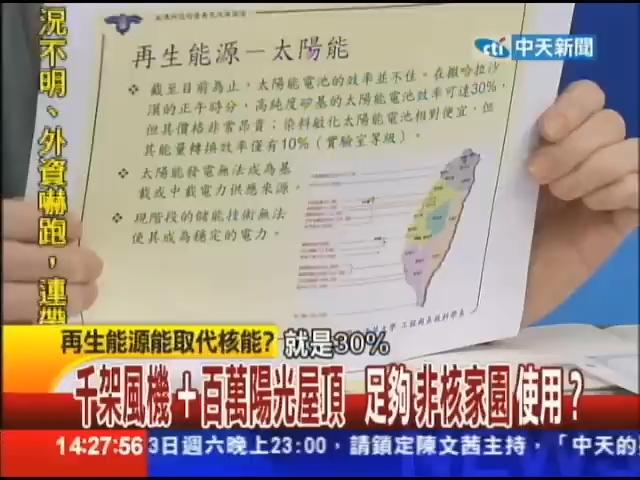 再生能源－太陽能
cti 中天新聞
截至目前為止，太陽能電池的效率並不佳。在撒哈拉沙
漠的正午時分，高純度矽基的太陽能電池效率可達30%，
但其價格非常昂貴；染料敏化太陽能電池相對便宜，但
其能量轉換效率僅有10%（實驗室等級）。
太陽能發電無法成為基
載或中載電力供應來源。
現階段的儲能技術無法
使其成為穩定的電力。
況不明、外資嚇跑，連帶
再生能源能取代核能？
就是30%
千架風機＋百萬陽光屋頂 足夠 非核家園 使用？
14:27:56
3日週六晚上23:00，請鎖定陳文茜主持，「中天的